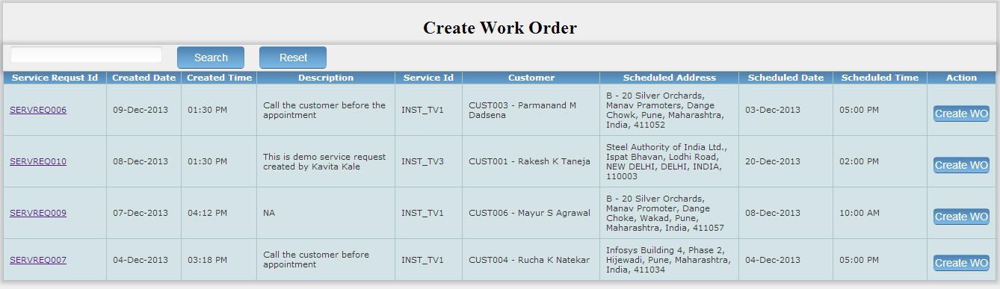 Create Work Order
Search Reset
Service Requst Id Created Date Created Time Description Service Id Customer Scheduled Address Scheduled Date Scheduled Time Action
SERVREQ006 09-Dec-2013 01:30 PM Call the customer before the
appointment INST_TV1 CUST003 - Parmanand M
Dadsena B - 20 Silver Orchards,
Manav Pramoters, Dange
Chowk, Pune, Maharashtra,
India, 411052 03-Dec-2013 05:00 PM Create WO
SERVREQ010 08-Dec-2013 01:30 PM This is demo service request
created by Kavita Kale INST_TV3 CUST001 - Rakesh K Taneja Steel Authority of India Ltd.,
Ispat Bhavan, Lodhi Road,
NEW DELHI, DELHI, INDIA,
110003 20-Dec-2013 02:00 PM Create WO
SERVREQ009 07-Dec-2013 04:12 PM NA INST_TV1 CUST006 - Mayur S Agrawal B - 20 Silver Orchards,
Manav Promoter, Dange
Choke, Wakad, Pune,
Maharashtra, India, 411057 08-Dec-2013 10:00 AM Create WO
SERVREQ007 04-Dec-2013 03:18 PM Call the customer before
appointment INST_TV1 CUST004 - Rucha K Natekar Infosys Building 4, Phase 2,
Hijewadi, Pune, Maharashtra,
India, 411034 04-Dec-2013 05:00 PM Create WO